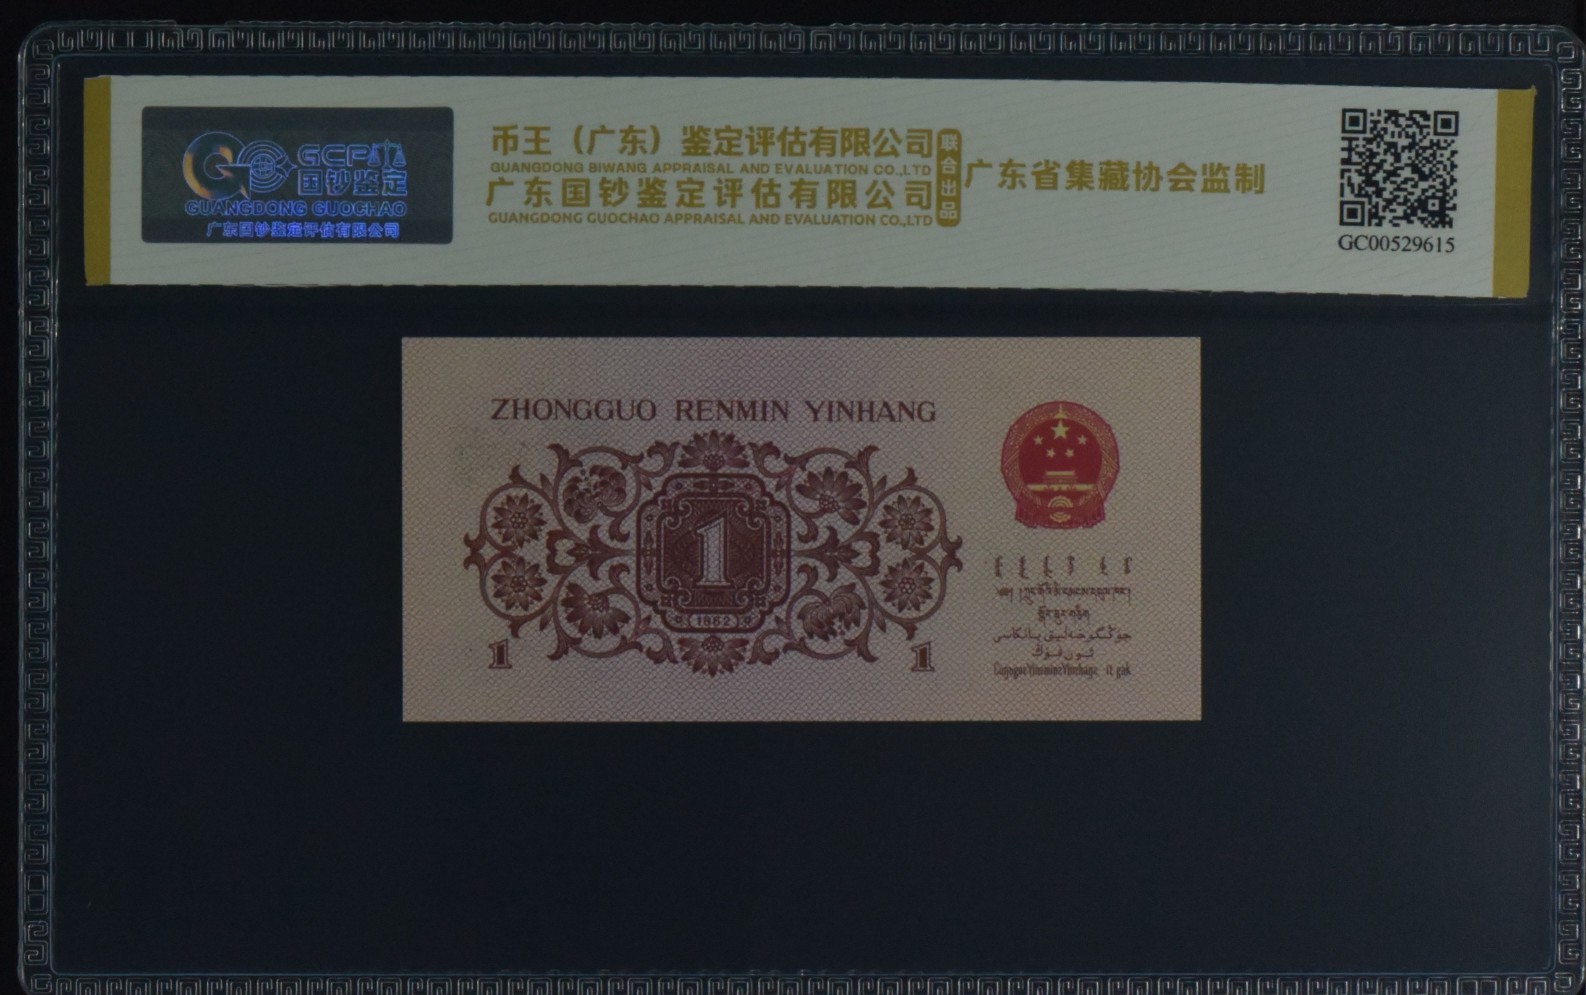 GCP
国钞鉴定
GUANGDONG GUOCHAO
广东国钞鉴定评估有限公司
币王（广东）鉴定评估有限公司
GUANGDONG BIWANG APPRAISAL AND EVALUATION CO.,LTD
广东国钞鉴定评估有限公司
GUANGDONG GUOCHAO APPRAISAL AND EVALUATION CO.,LTD
联合出品
广东省集藏协会监制
GC00529615
ZHONGGUO RENMIN YINHANG
1
1962
1
1